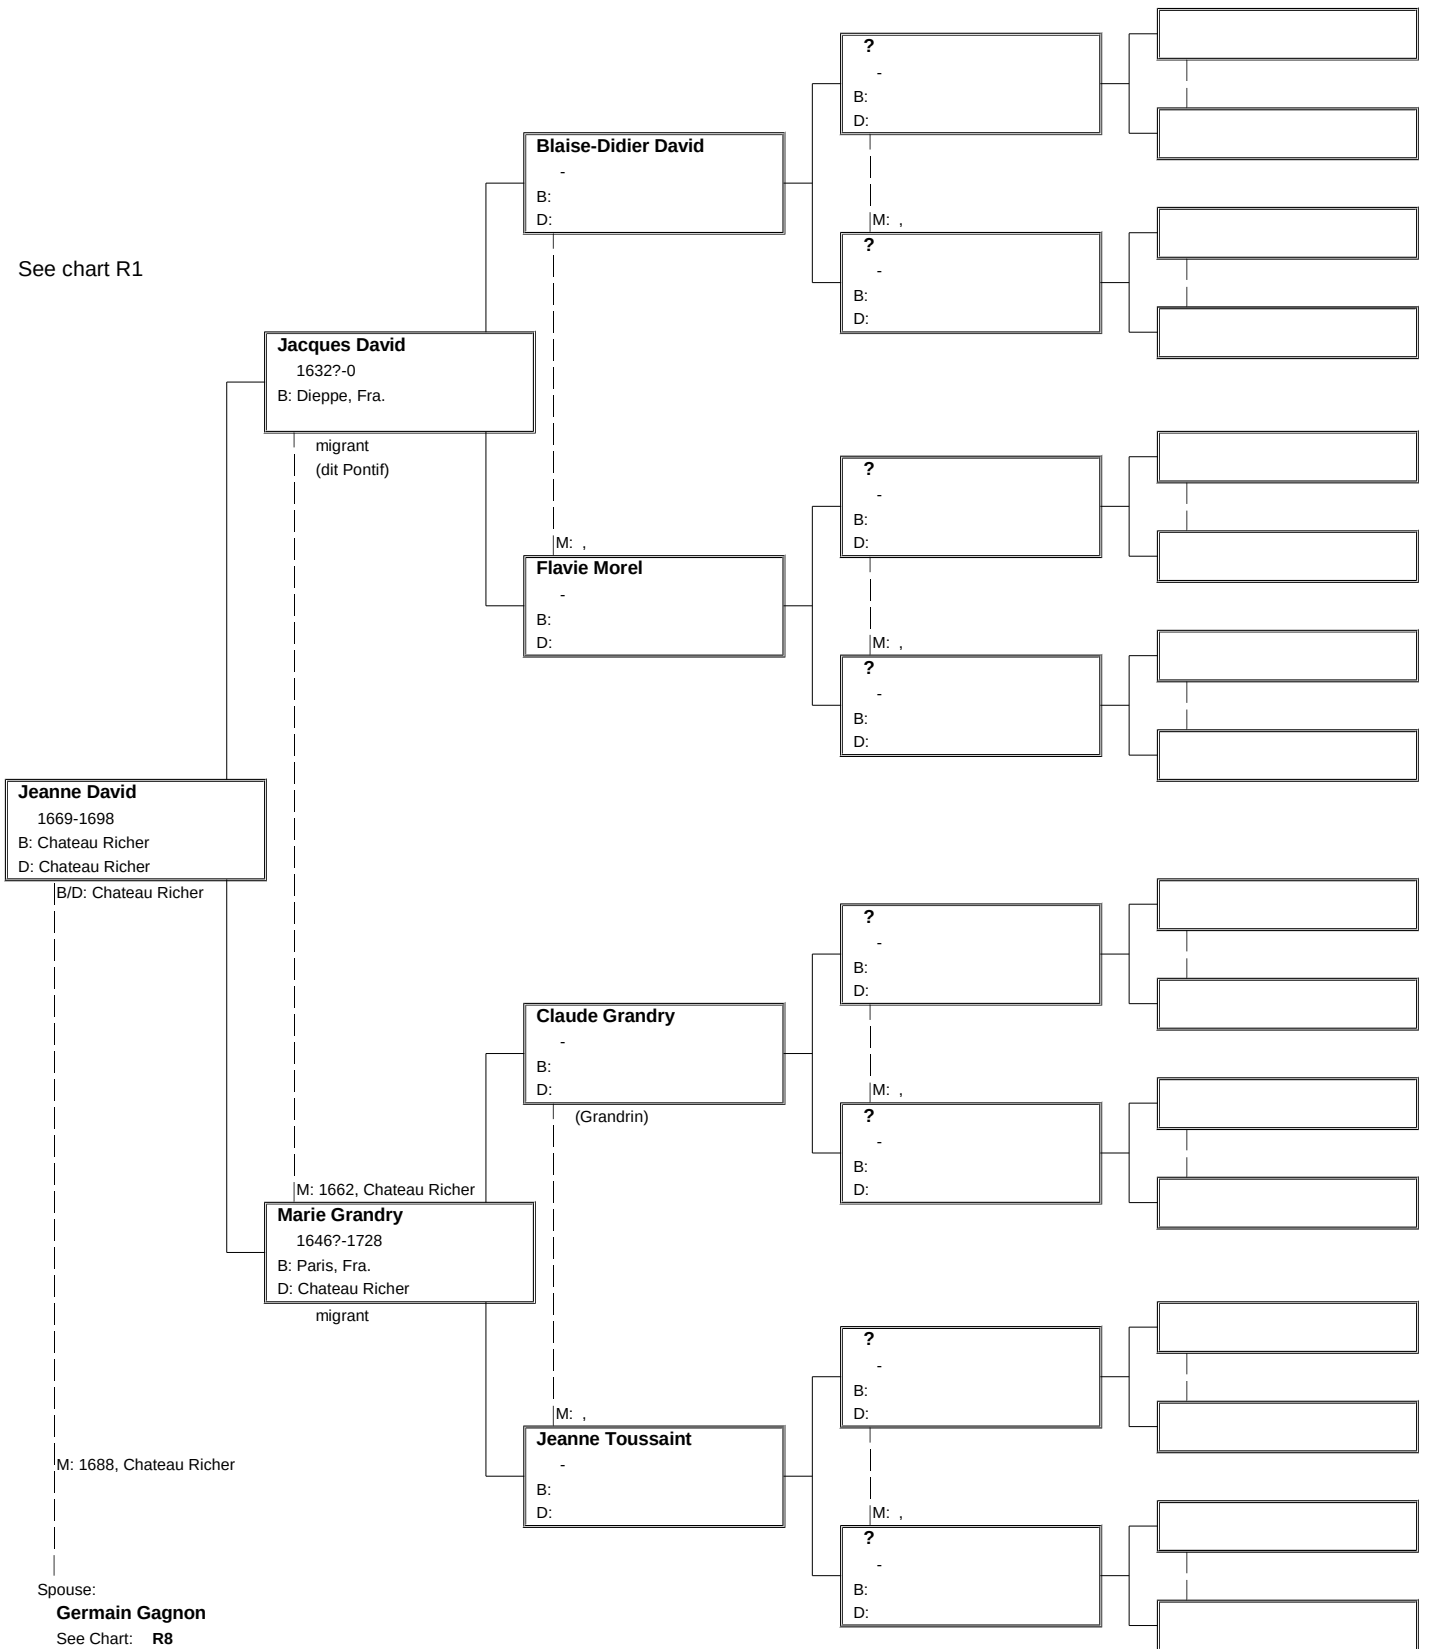 ?
-
B:
D:
Blaise-Didier David
-
B:
D:
M: ,
?
-
B:
D:
See chart R1
Jacques David
1632?-0
B: Dieppe, Fra.
migrant
(dit Pontif)
?
-
B:
D:
M: ,
Flavie Morel
-
B:
D:
M: ,
?
-
B:
D:
Jeanne David
1669-1698
B: Chateau Richer
D: Chateau Richer
B/D: Chateau Richer
?
-
B:
D:
Claude Grandry
-
B:
D:
(Grandrin)
M: ,
?
-
B:
D:
M: 1662, Chateau Richer
Marie Grandry
1646?-1728
B: Paris, Fra.
D: Chateau Richer
migrant
?
-
B:
D:
M: ,
Jeanne Toussaint
-
B:
D:
M: ,
?
-
B:
D:
M: 1688, Chateau Richer
Spouse:
Germain Gagnon
See Chart: R8